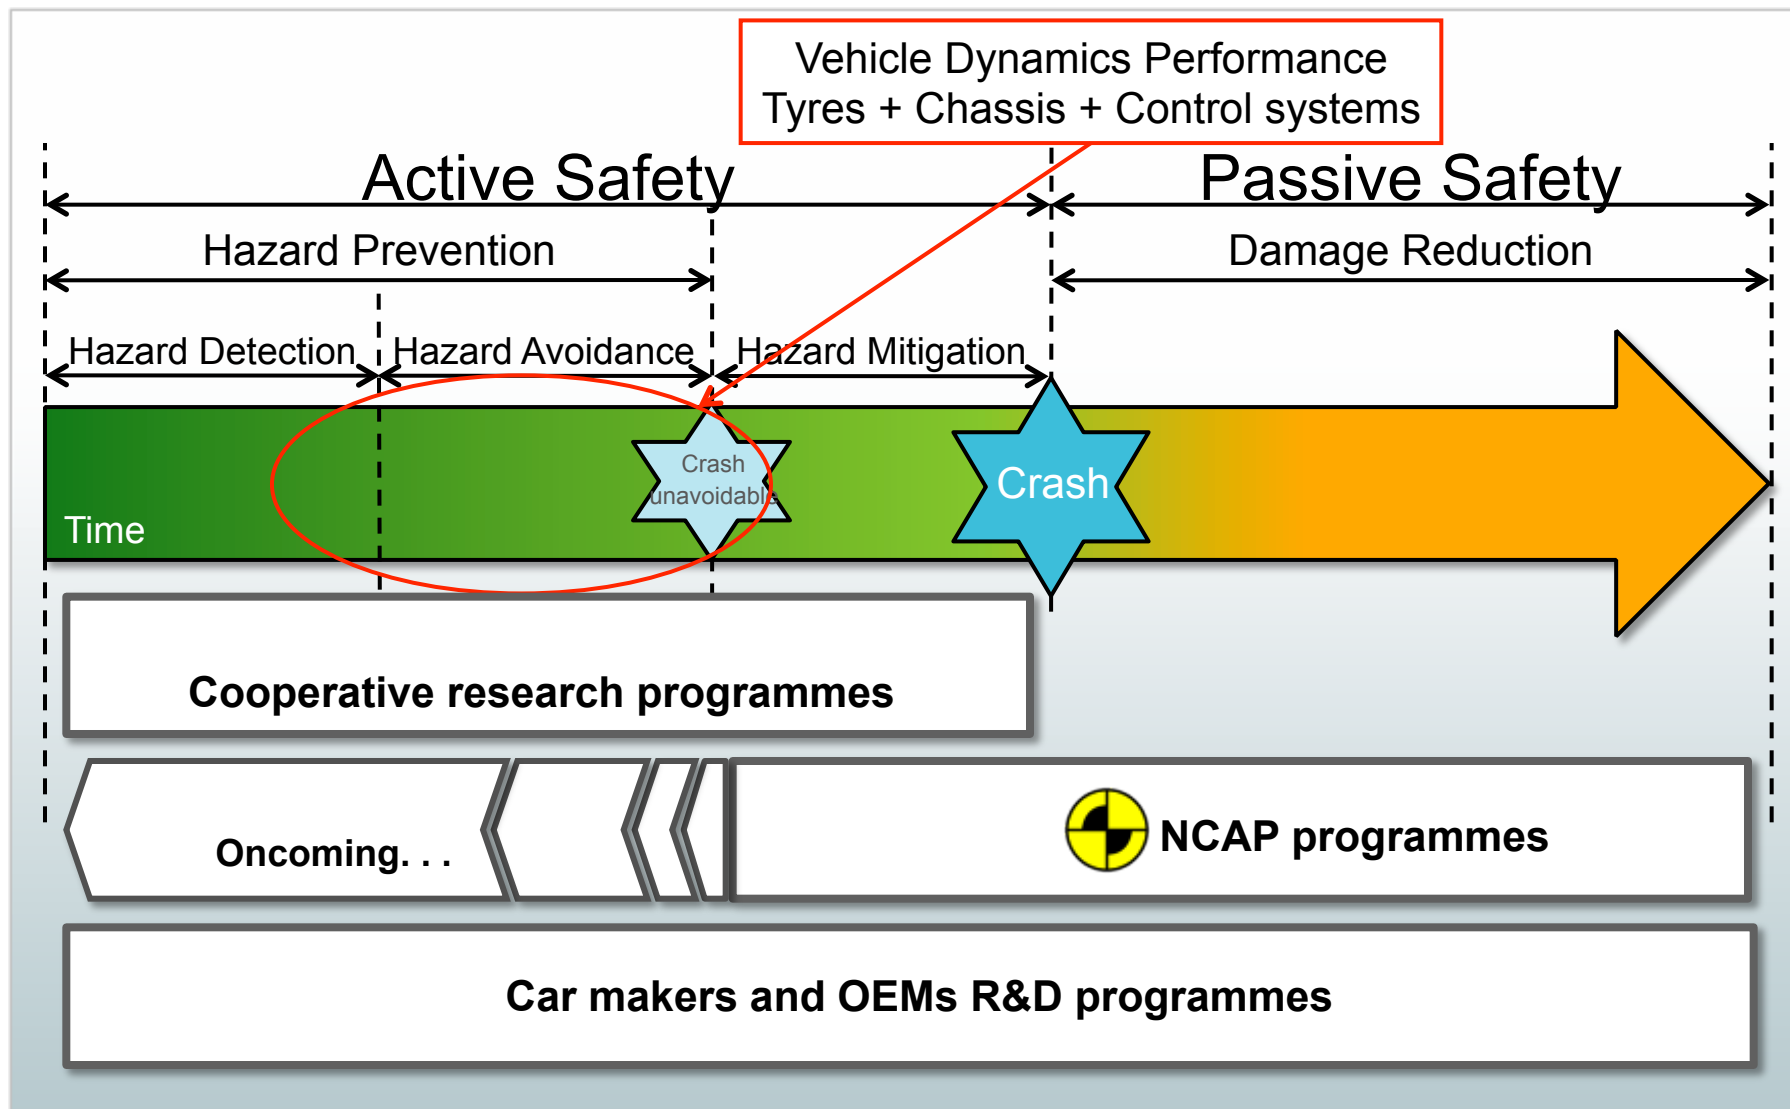 Vehicle Dynamics Performance
Tyres + Chassis + Control systems
Active Safety
Passive Safety
Hazard Prevention
Damage Reduction
Hazard Detection
Hazard Avoidance
Hazard Mitigation
Crash
unavoidable
Crash
Time
Cooperative research programmes
Oncoming. . .
NCAP programmes
Car makers and OEMs R&D programmes